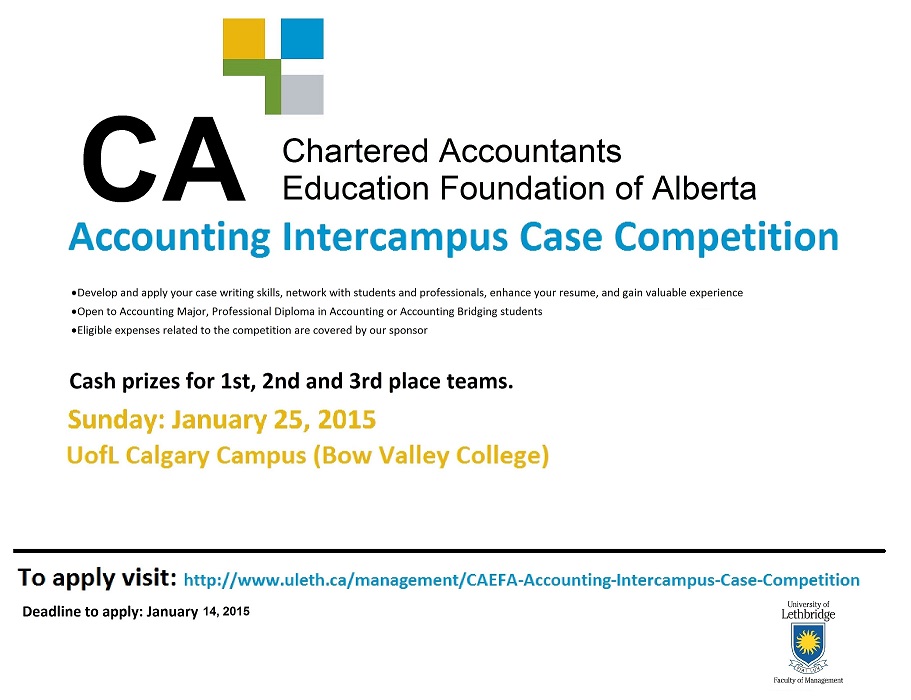 CA
Chartered Accountants
Education Foundation of Alberta
Accounting Intercampus Case Competition
•Develop and apply your case writing skills, network with students and professionals, enhance your resume, and gain valuable experience
•Open to Accounting Major, Professional Diploma in Accounting or Accounting Bridging students
•Eligible expenses related to the competition are covered by our sponsor
Cash prizes for 1st, 2nd and 3rd place teams.
Sunday: January 25, 2015
UofL Calgary Campus (Bow Valley College)
To apply visit: http://www.uleth.ca/management/CAEFA-Accounting-Intercampus-Case-Competition
Deadline to apply: January 14, 2015
University of
Lethbridge
Faculty of Management